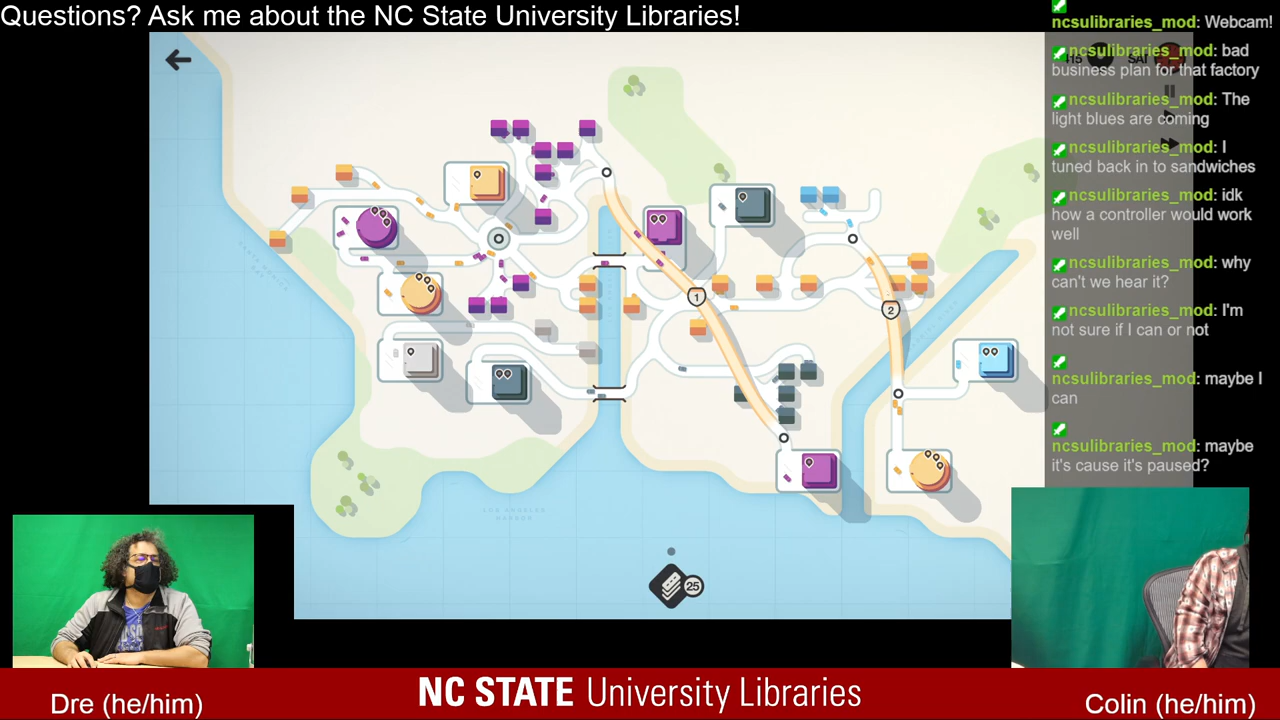 Questions? Ask me about the NC State University Libraries!
ncsulibraries_mod: Webcam!
ncsulibraries_mod: bad
business plan for that factory
ncsulibraries_mod: The
light blues are coming
ncsulibraries_mod: I
tuned back in to sandwiches
ncsulibraries_mod: idk
how a controller would work
well
ncsulibraries_mod: why
can't we hear it?
ncsulibraries_mod: I'm
not sure if I can or not
ncsulibraries_mod: maybe I
can
ncsulibraries_mod: maybe
it's cause it's paused?
1
2
LOS ANGELES
HARBOR
25
Dre (he/him)
NC STATE University Libraries
Colin (he/him)